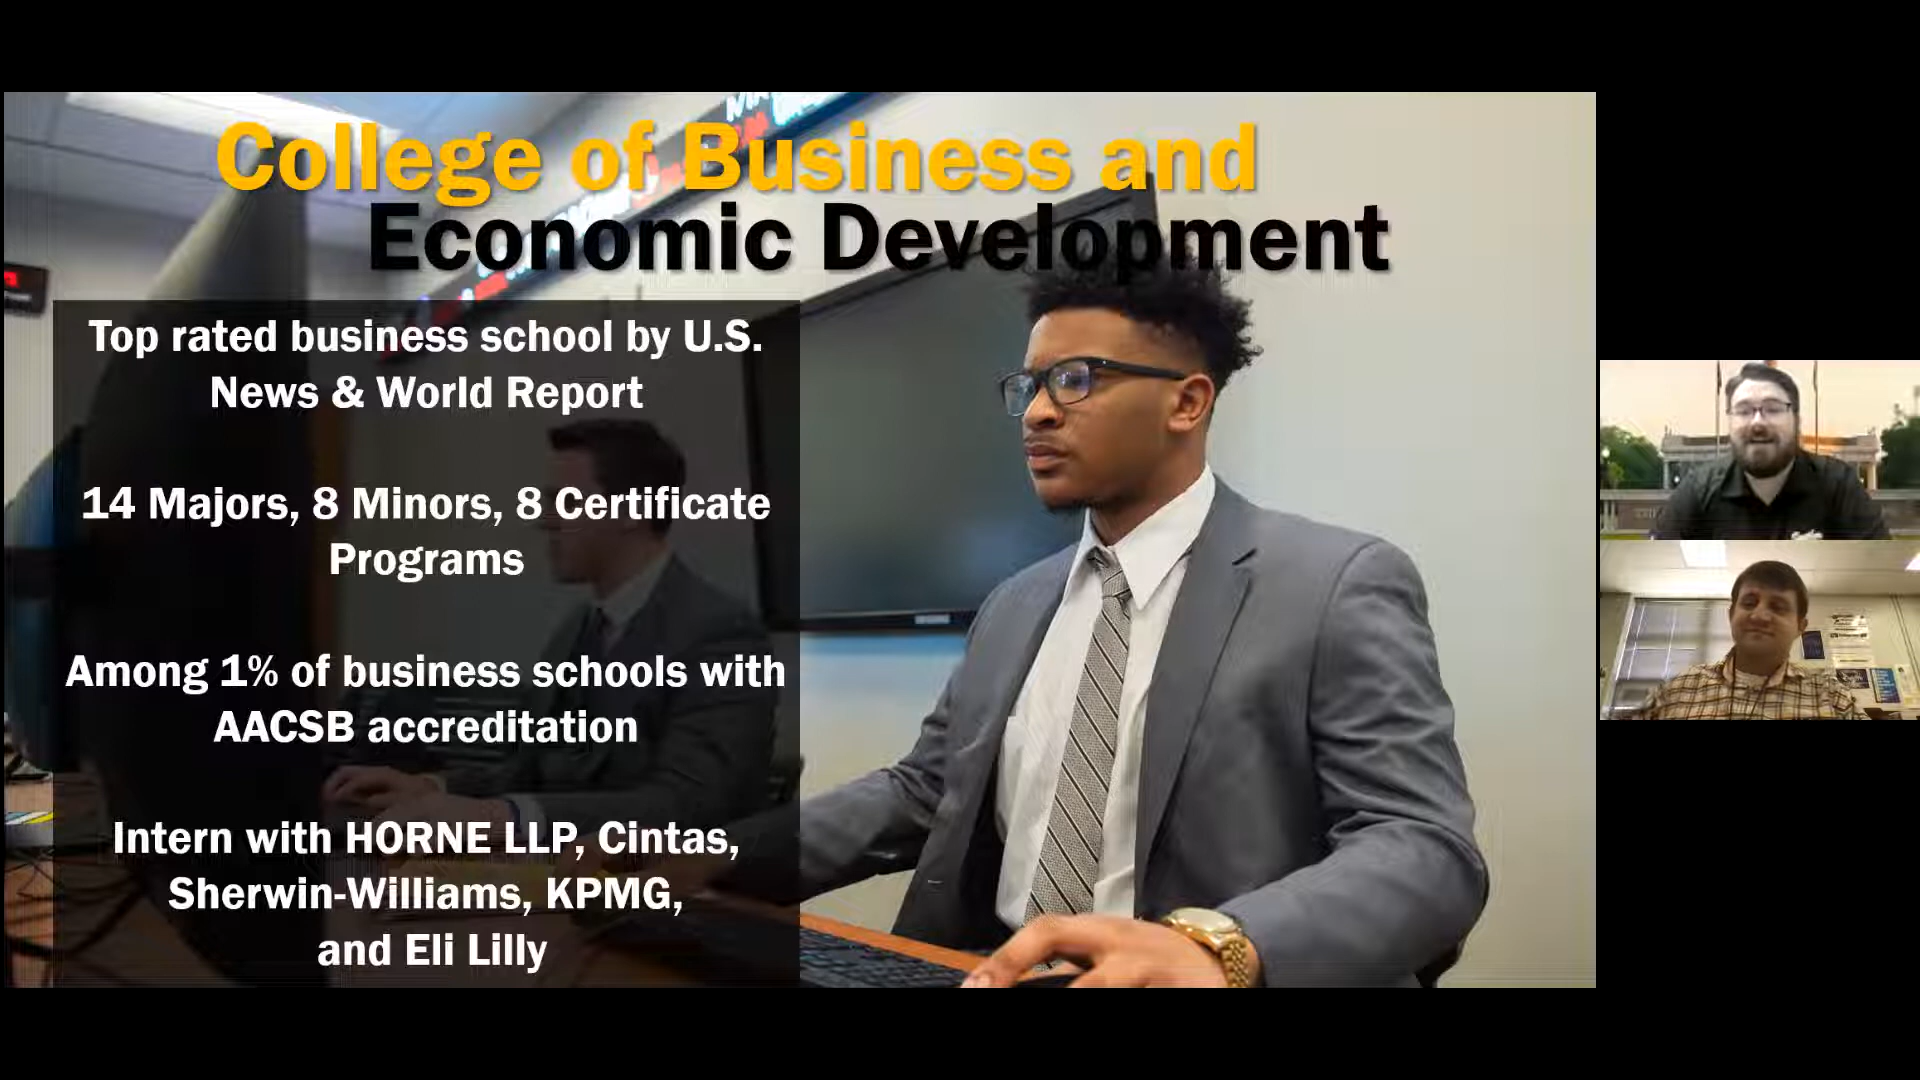 College of Business and
Economic Development
Top rated business school by U.S.
News & World Report
14 Majors, 8 Minors, 8 Certificate
Programs
Among 1% of business schools with
AACSB accreditation
Intern with HORNE LLP, Cintas,
Sherwin-Williams, KPMG,
and Eli Lilly